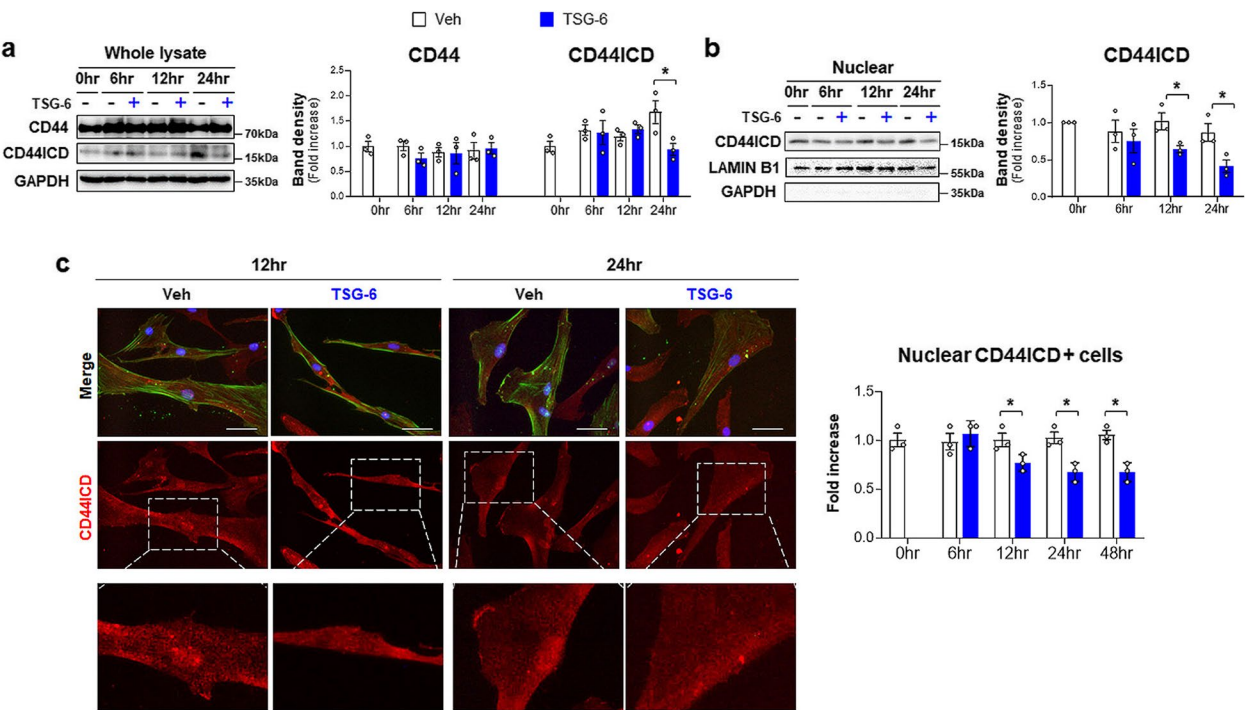 Veh TSG-6
a
Whole lysate
0hr 6hr 12hr 24hr
TSG-6 - - + - + - +
CD44
70kDa
CD44ICD
15kDa
GAPDH
35kDa
CD44 CD44ICD
Band density
(Fold increase)
2.5
2.0
1.5
1.0
0.5
0.0
*
0hr 6hr 12hr 24hr 0hr 6hr 12hr 24hr
b
Nuclear
0hr 6hr 12hr 24hr
TSG-6 - - + - + - +
CD44ICD
15kDa
LAMIN B1
55kDa
GAPDH
35kDa
CD44ICD
Band density
(Fold increase)
1.5
1.0
0.5
0.0
* *
0hr 6hr 12hr 24hr
c
12hr 24hr
Veh TSG-6 Veh TSG-6
Merge
CD44ICD
Nuclear CD44ICD+ cells
Fold increase
1.5
1.0
0.5
0.0
* * *
0hr 6hr 12hr 24hr 48hr